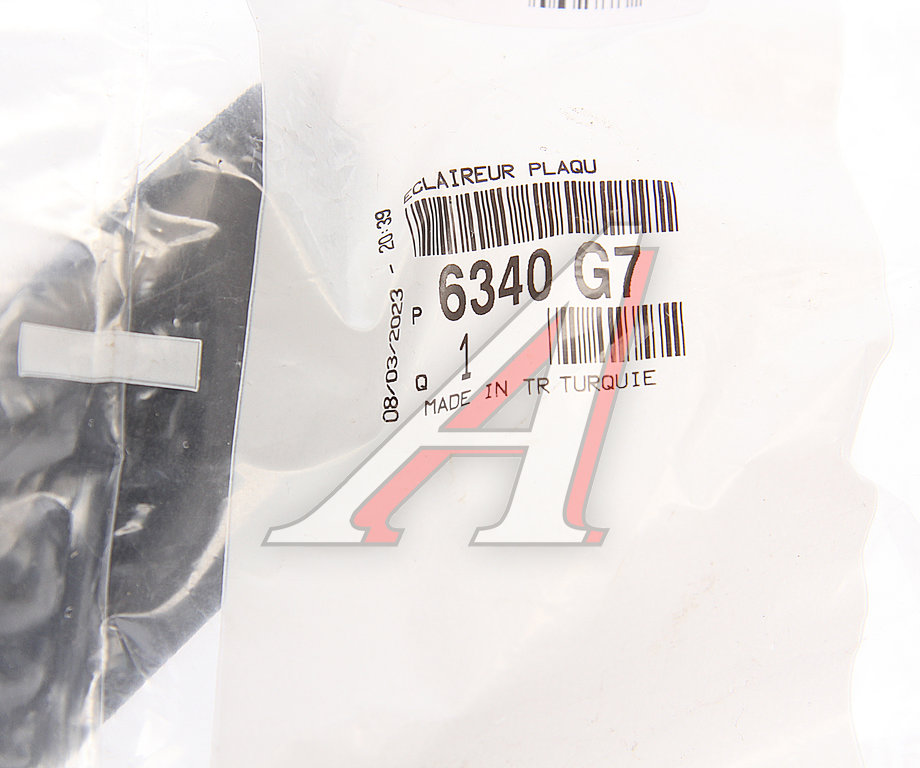 ECLAIREUR PLAQU
08/03/2023 - 20:39
P 6340 G7
Q 1
MADE IN TR TURQUIE